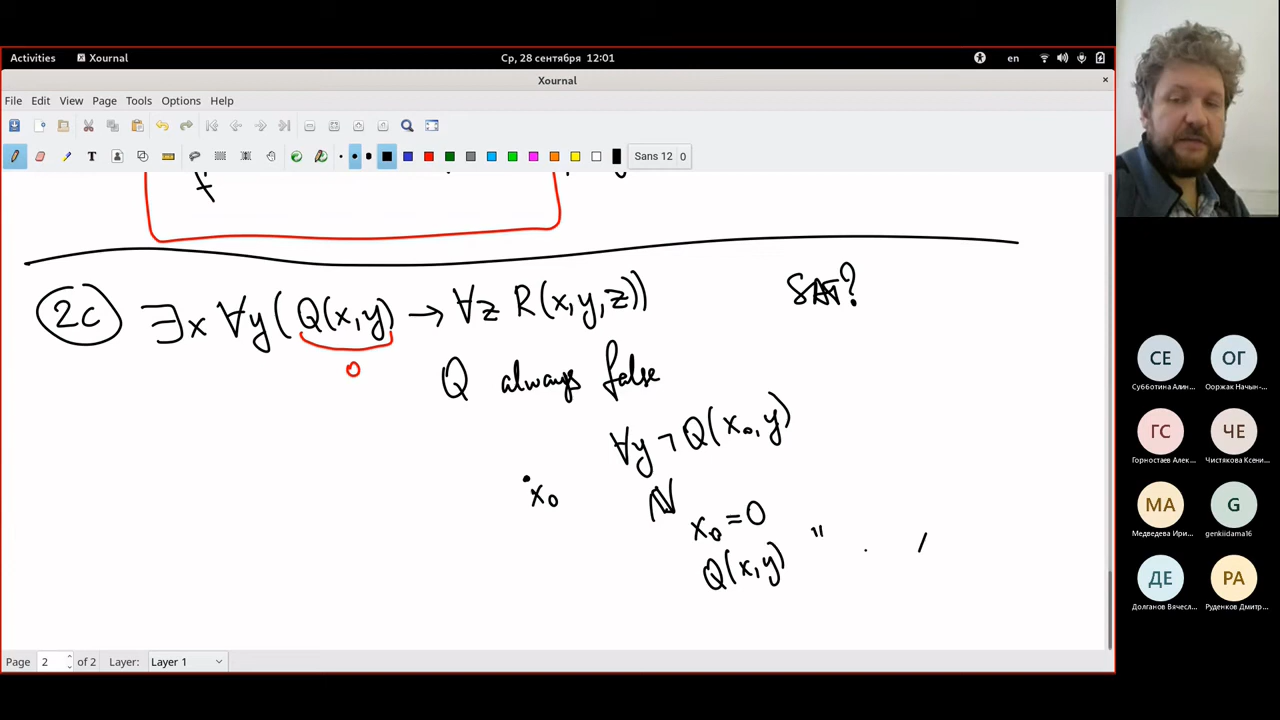 Activities Xournal Ср, 28 сентября 12:01 en
Xournal ×
File Edit View Page Tools Options Help
T Sans 12 0
2c ∃x ∀y(Q(x,y) → ∀z R(x,y,z)) SAT?
0
Q always false
∀y ¬Q(x₀,y)
x₀ ℕ
x₀ = 0
Q(x,y) "
Page 2 of 2 Layer: Layer 1
СЕ ОГ
Субботина Алин... Ооржак Начын-...
ГС ЧЕ
Горностаев Алек... Чистякова Ксени...
МА G
Медведева Ири... genkiidama16
ДЕ РА
Долганов Вячесл... Руденков Дмитр...